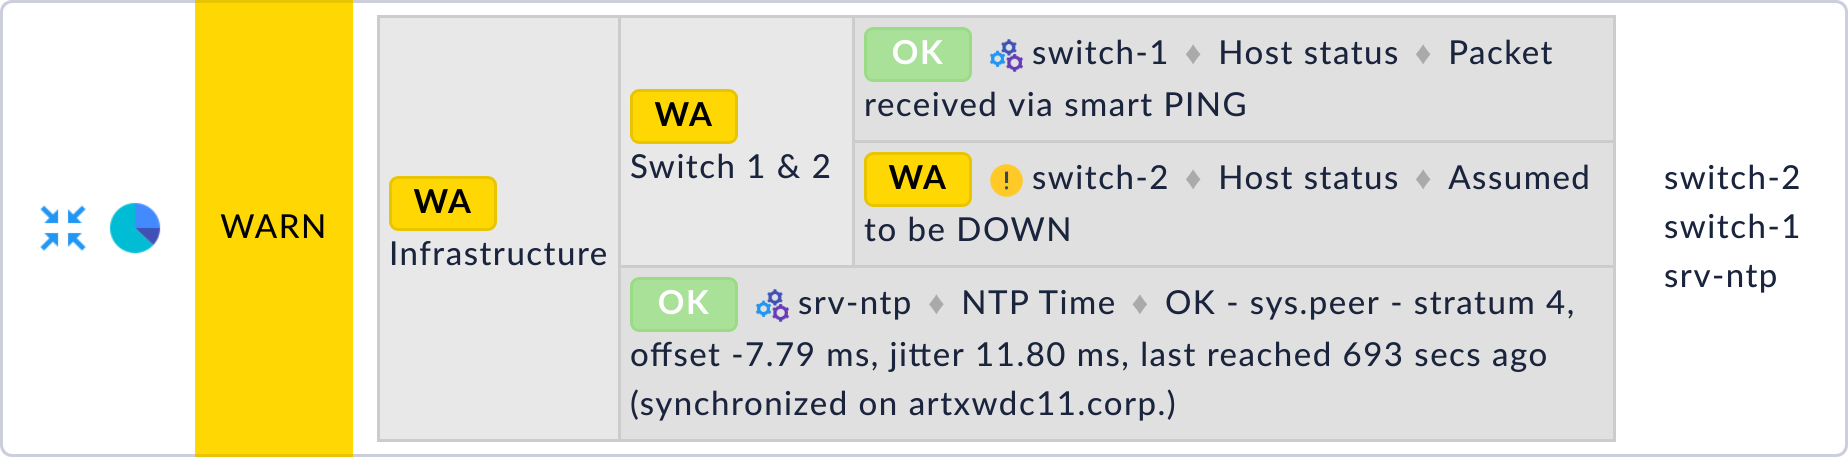 WARN
WA
Infrastructure
WA
Switch 1 & 2
OK switch-1 ♦ Host status ♦ Packet
received via smart PING
WA ! switch-2 ♦ Host status ♦ Assumed
to be DOWN
OK srv-ntp ♦ NTP Time ♦ OK - sys.peer - stratum 4,
offset -7.79 ms, jitter 11.80 ms, last reached 693 secs ago
(synchronized on artxwdc11.corp.)
switch-2
switch-1
srv-ntp